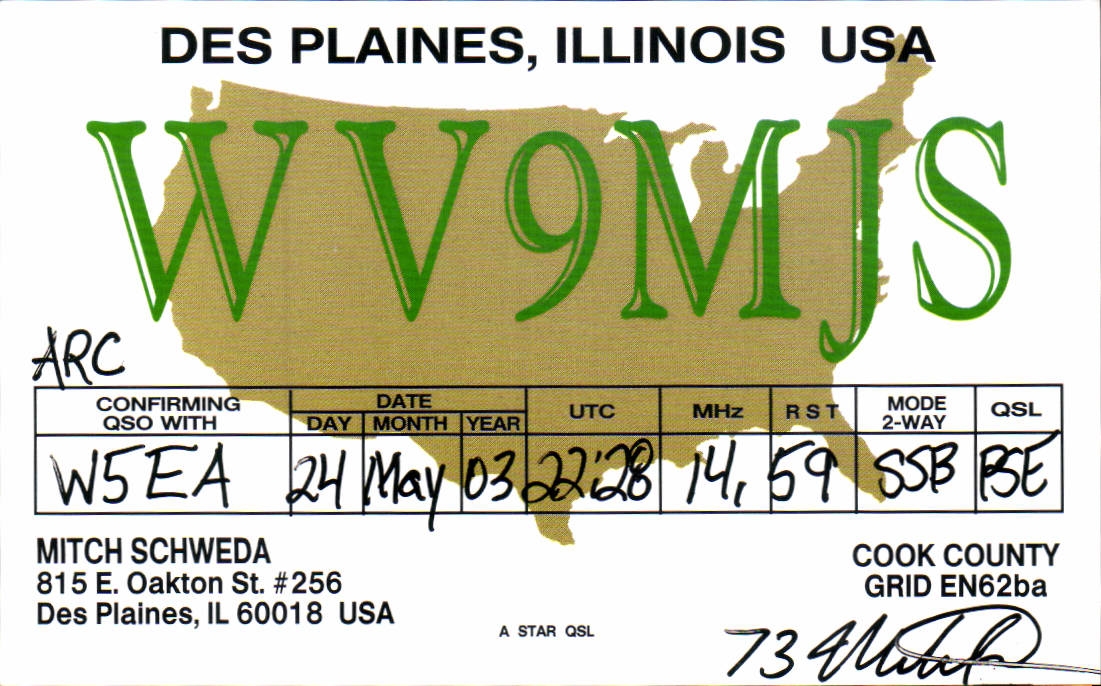 DES PLAINES, ILLINOIS USA
WV9MJS
ARC
CONFIRMING QSO WITH DATE DAY MONTH YEAR UTC MHz RST MODE 2-WAY QSL
W5EA 24 May 03 22:28 14. 59 SSB PSE
MITCH SCHWEDA
815 E. Oakton St. #256
Des Plaines, IL 60018 USA
COOK COUNTY
GRID EN62ba
A STAR QSL
73 Mitch